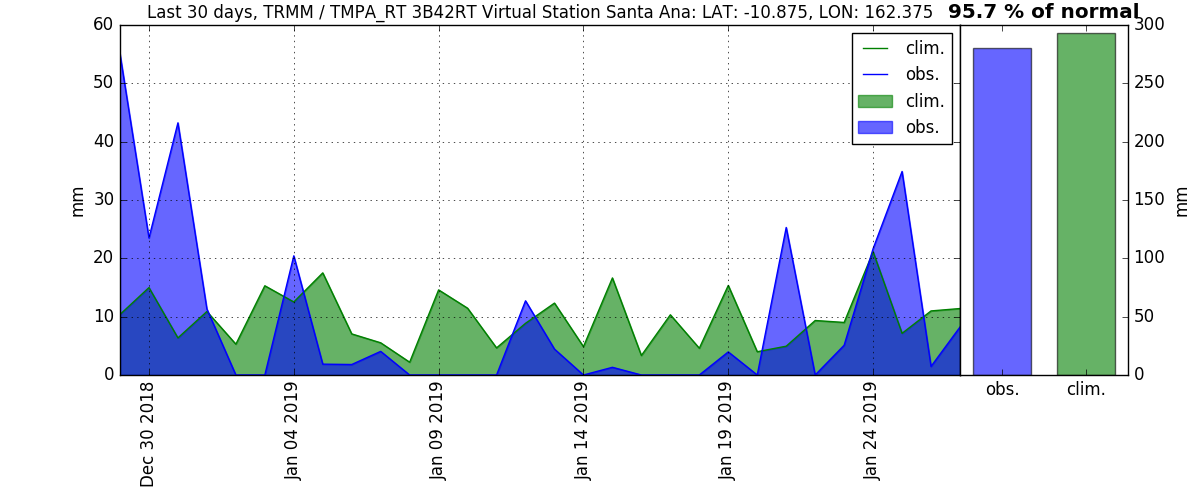 Last 30 days, TRMM / TMPA_RT 3B42RT Virtual Station Santa Ana: LAT: -10.875, LON: 162.375
95.7 % of normal
60
50
40
30
20
10
0
mm
clim.
obs.
clim.
obs.
Dec 30 2018
Jan 04 2019
Jan 09 2019
Jan 14 2019
Jan 19 2019
Jan 24 2019
300
250
200
150
100
50
0
mm
obs.
clim.